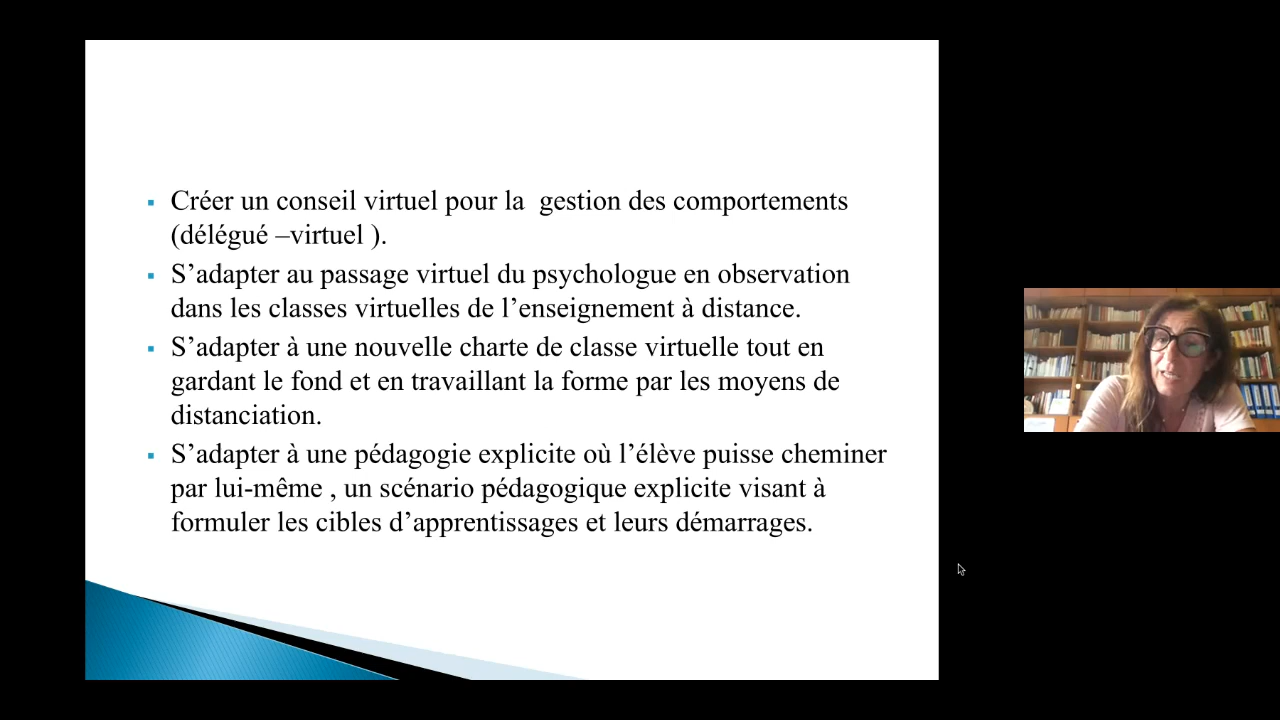 Créer un conseil virtuel pour la  gestion des comportements
(délégué –virtuel ).
S’adapter au passage virtuel du psychologue en observation
dans les classes virtuelles de l’enseignement à distance.
S’adapter à une nouvelle charte de classe virtuelle tout en
gardant le fond et en travaillant la forme par les moyens de
distanciation.
S’adapter à une pédagogie explicite où l’élève puisse cheminer
par lui-même , un scénario pédagogique explicite visant à
formuler les cibles d’apprentissages et leurs démarrages.